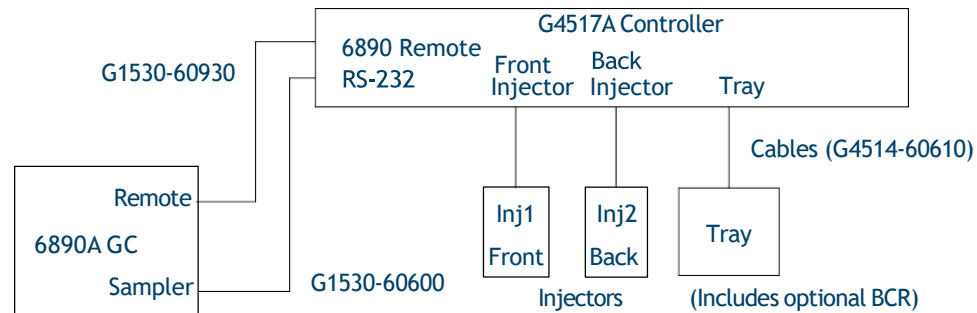 G4517A Controller
6890 Remote
RS-232
Front
Injector
Back
Injector
Tray
G1530-60930
Cables (G4514-60610)
Remote
6890A GC
Sampler
G1530-60600
Inj1
Front
Inj2
Back
Tray
Injectors
(Includes optional BCR)